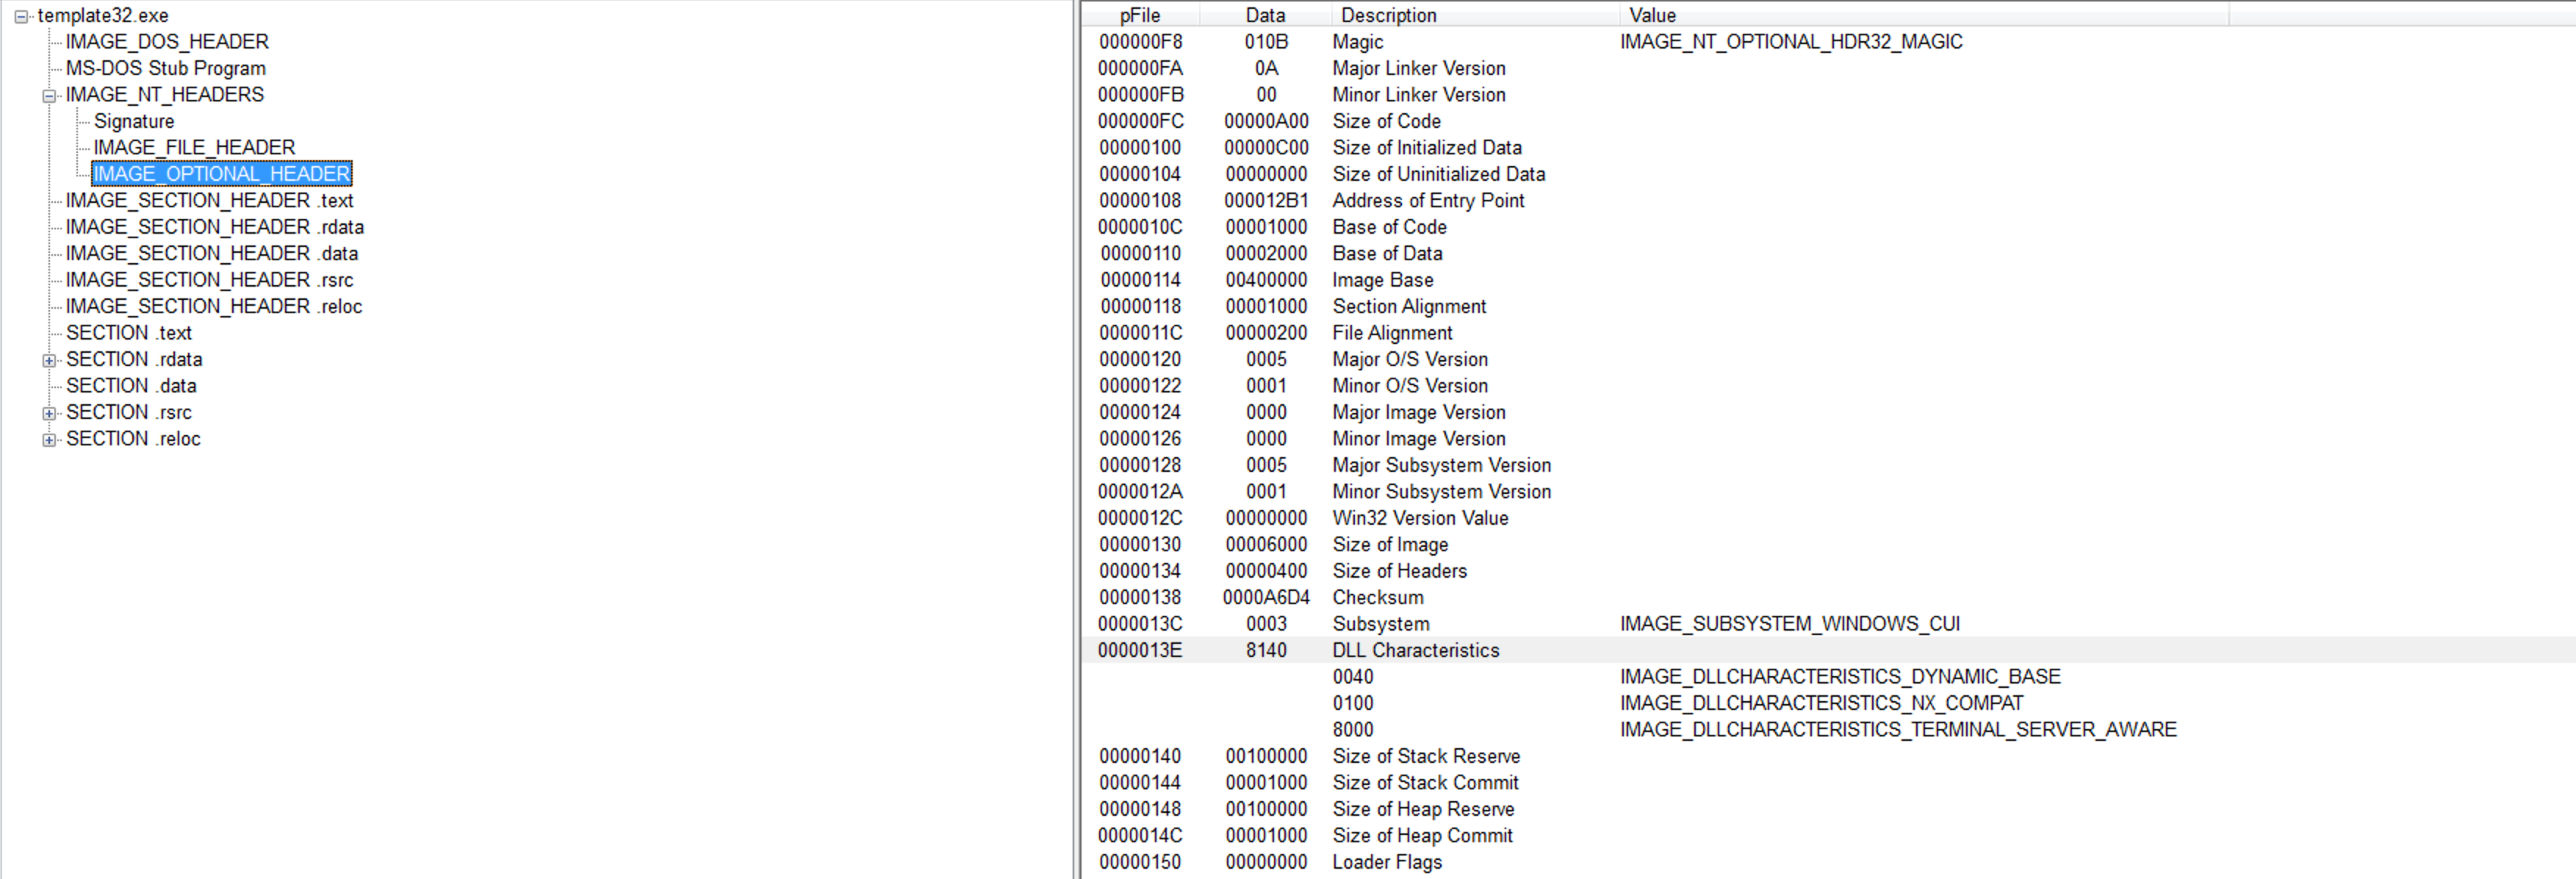 template32.exe
IMAGE_DOS_HEADER
MS-DOS Stub Program
IMAGE_NT_HEADERS
Signature
IMAGE_FILE_HEADER
IMAGE_OPTIONAL_HEADER
IMAGE_SECTION_HEADER .text
IMAGE_SECTION_HEADER .rdata
IMAGE_SECTION_HEADER .data
IMAGE_SECTION_HEADER .rsrc
IMAGE_SECTION_HEADER .reloc
SECTION .text
SECTION .rdata
SECTION .data
SECTION .rsrc
SECTION .reloc
pFile Data Description Value
000000F8 010B Magic IMAGE_NT_OPTIONAL_HDR32_MAGIC
000000FA 0A Major Linker Version
000000FB 00 Minor Linker Version
000000FC 00000A00 Size of Code
00000100 00000C00 Size of Initialized Data
00000104 00000000 Size of Uninitialized Data
00000108 000012B1 Address of Entry Point
0000010C 00001000 Base of Code
00000110 00002000 Base of Data
00000114 00400000 Image Base
00000118 00001000 Section Alignment
0000011C 00000200 File Alignment
00000120 0005 Major O/S Version
00000122 0001 Minor O/S Version
00000124 0000 Major Image Version
00000126 0000 Minor Image Version
00000128 0005 Major Subsystem Version
0000012A 0001 Minor Subsystem Version
0000012C 00000000 Win32 Version Value
00000130 00006000 Size of Image
00000134 00000400 Size of Headers
00000138 0000A6D4 Checksum
0000013C 0003 Subsystem IMAGE_SUBSYSTEM_WINDOWS_CUI
0000013E 8140 DLL Characteristics
0040 IMAGE_DLLCHARACTERISTICS_DYNAMIC_BASE
0100 IMAGE_DLLCHARACTERISTICS_NX_COMPAT
8000 IMAGE_DLLCHARACTERISTICS_TERMINAL_SERVER_AWARE
00000140 00100000 Size of Stack Reserve
00000144 00001000 Size of Stack Commit
00000148 00100000 Size of Heap Reserve
0000014C 00001000 Size of Heap Commit
00000150 00000000 Loader Flags